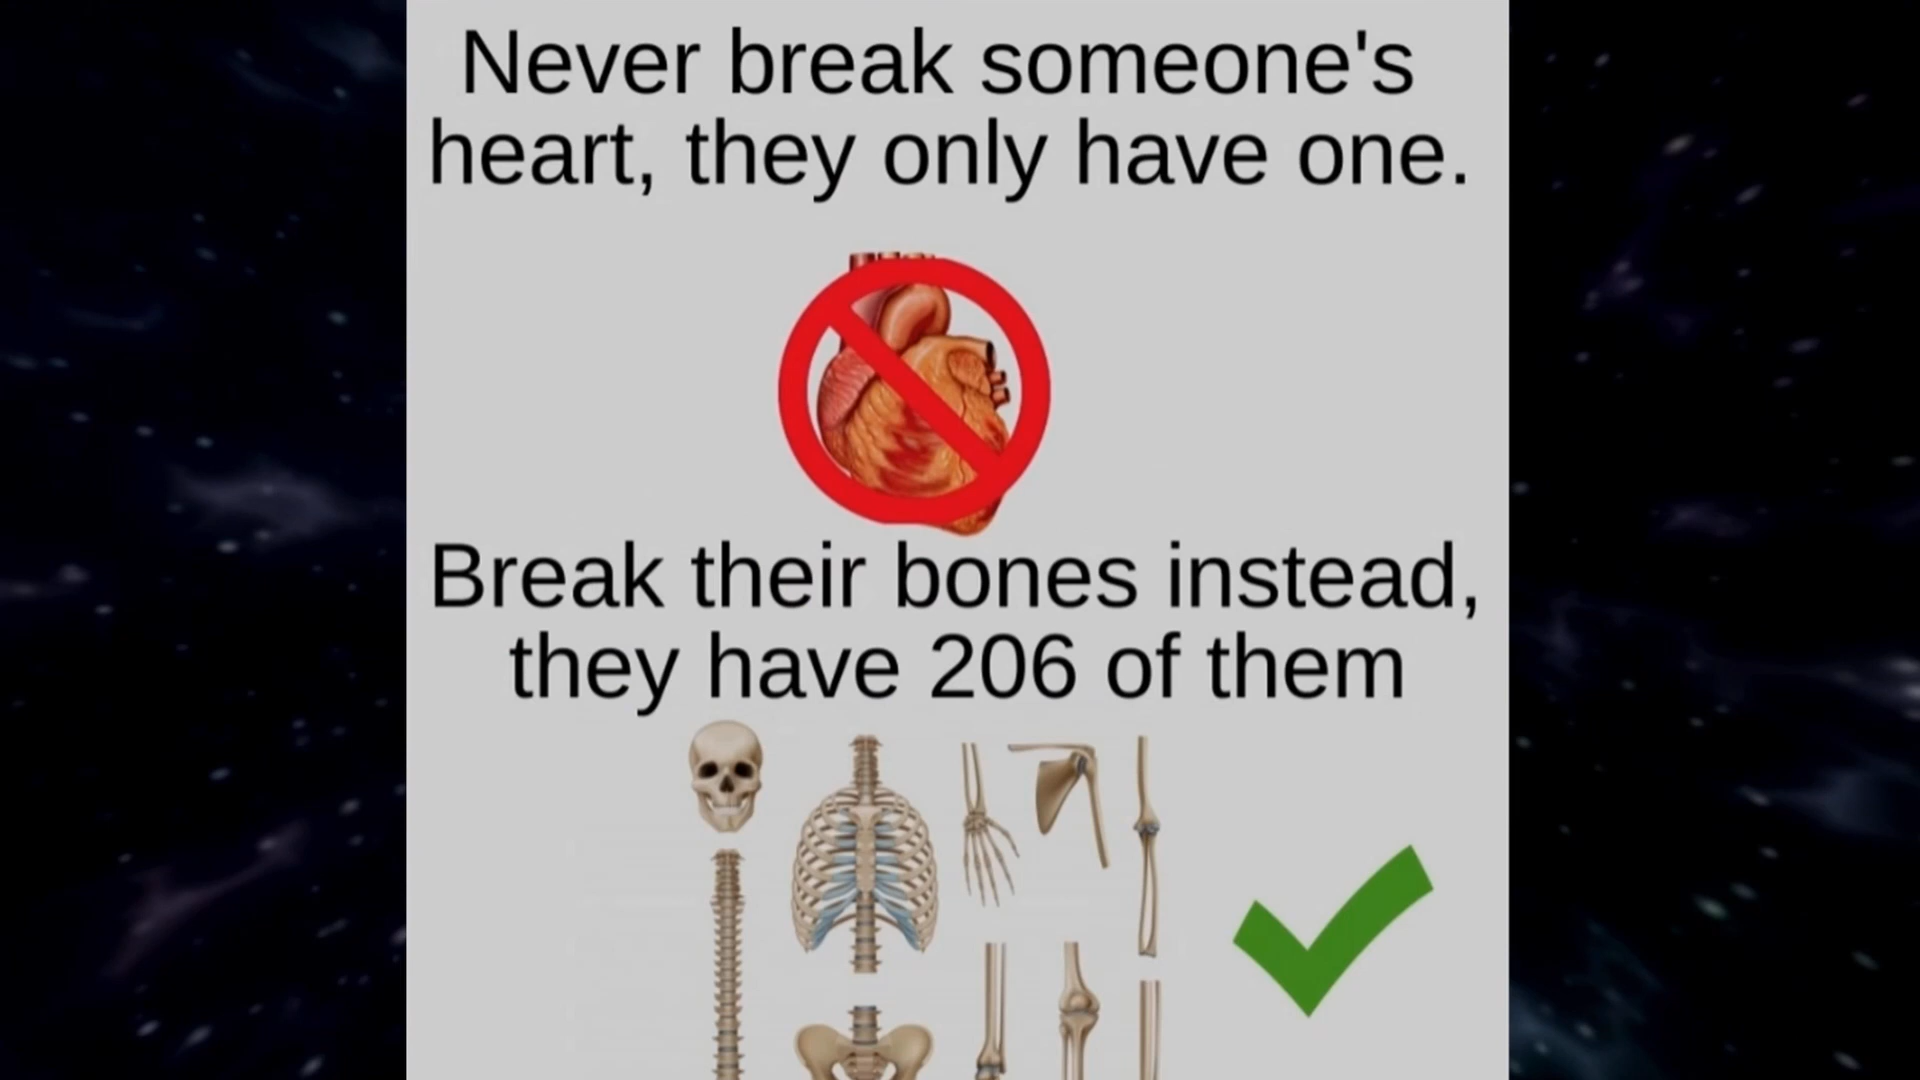 Never break someone's
heart, they only have one.
Break their bones instead,
they have 206 of them